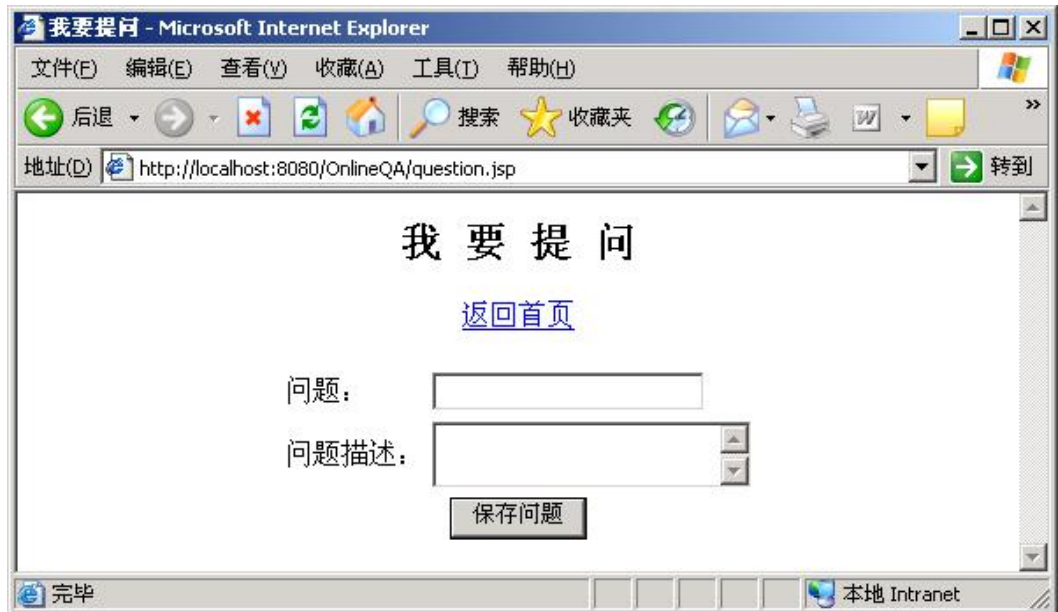 我要提问 - Microsoft Internet Explorer
文件(F) 编辑(E) 查看(V) 收藏(A) 工具(T) 帮助(H)
后退 搜索 收藏夹 W »
地址(D) http://localhost:8080/OnlineQA/question.jsp 转到
我 要 提 问
返回首页
问题：
问题描述：
保存问题
完毕 本地 Intranet